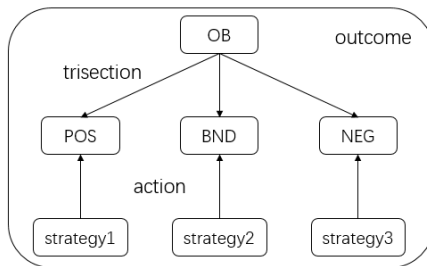 OB
outcome
trisection
POS
BND
NEG
action
strategy1
strategy2
strategy3